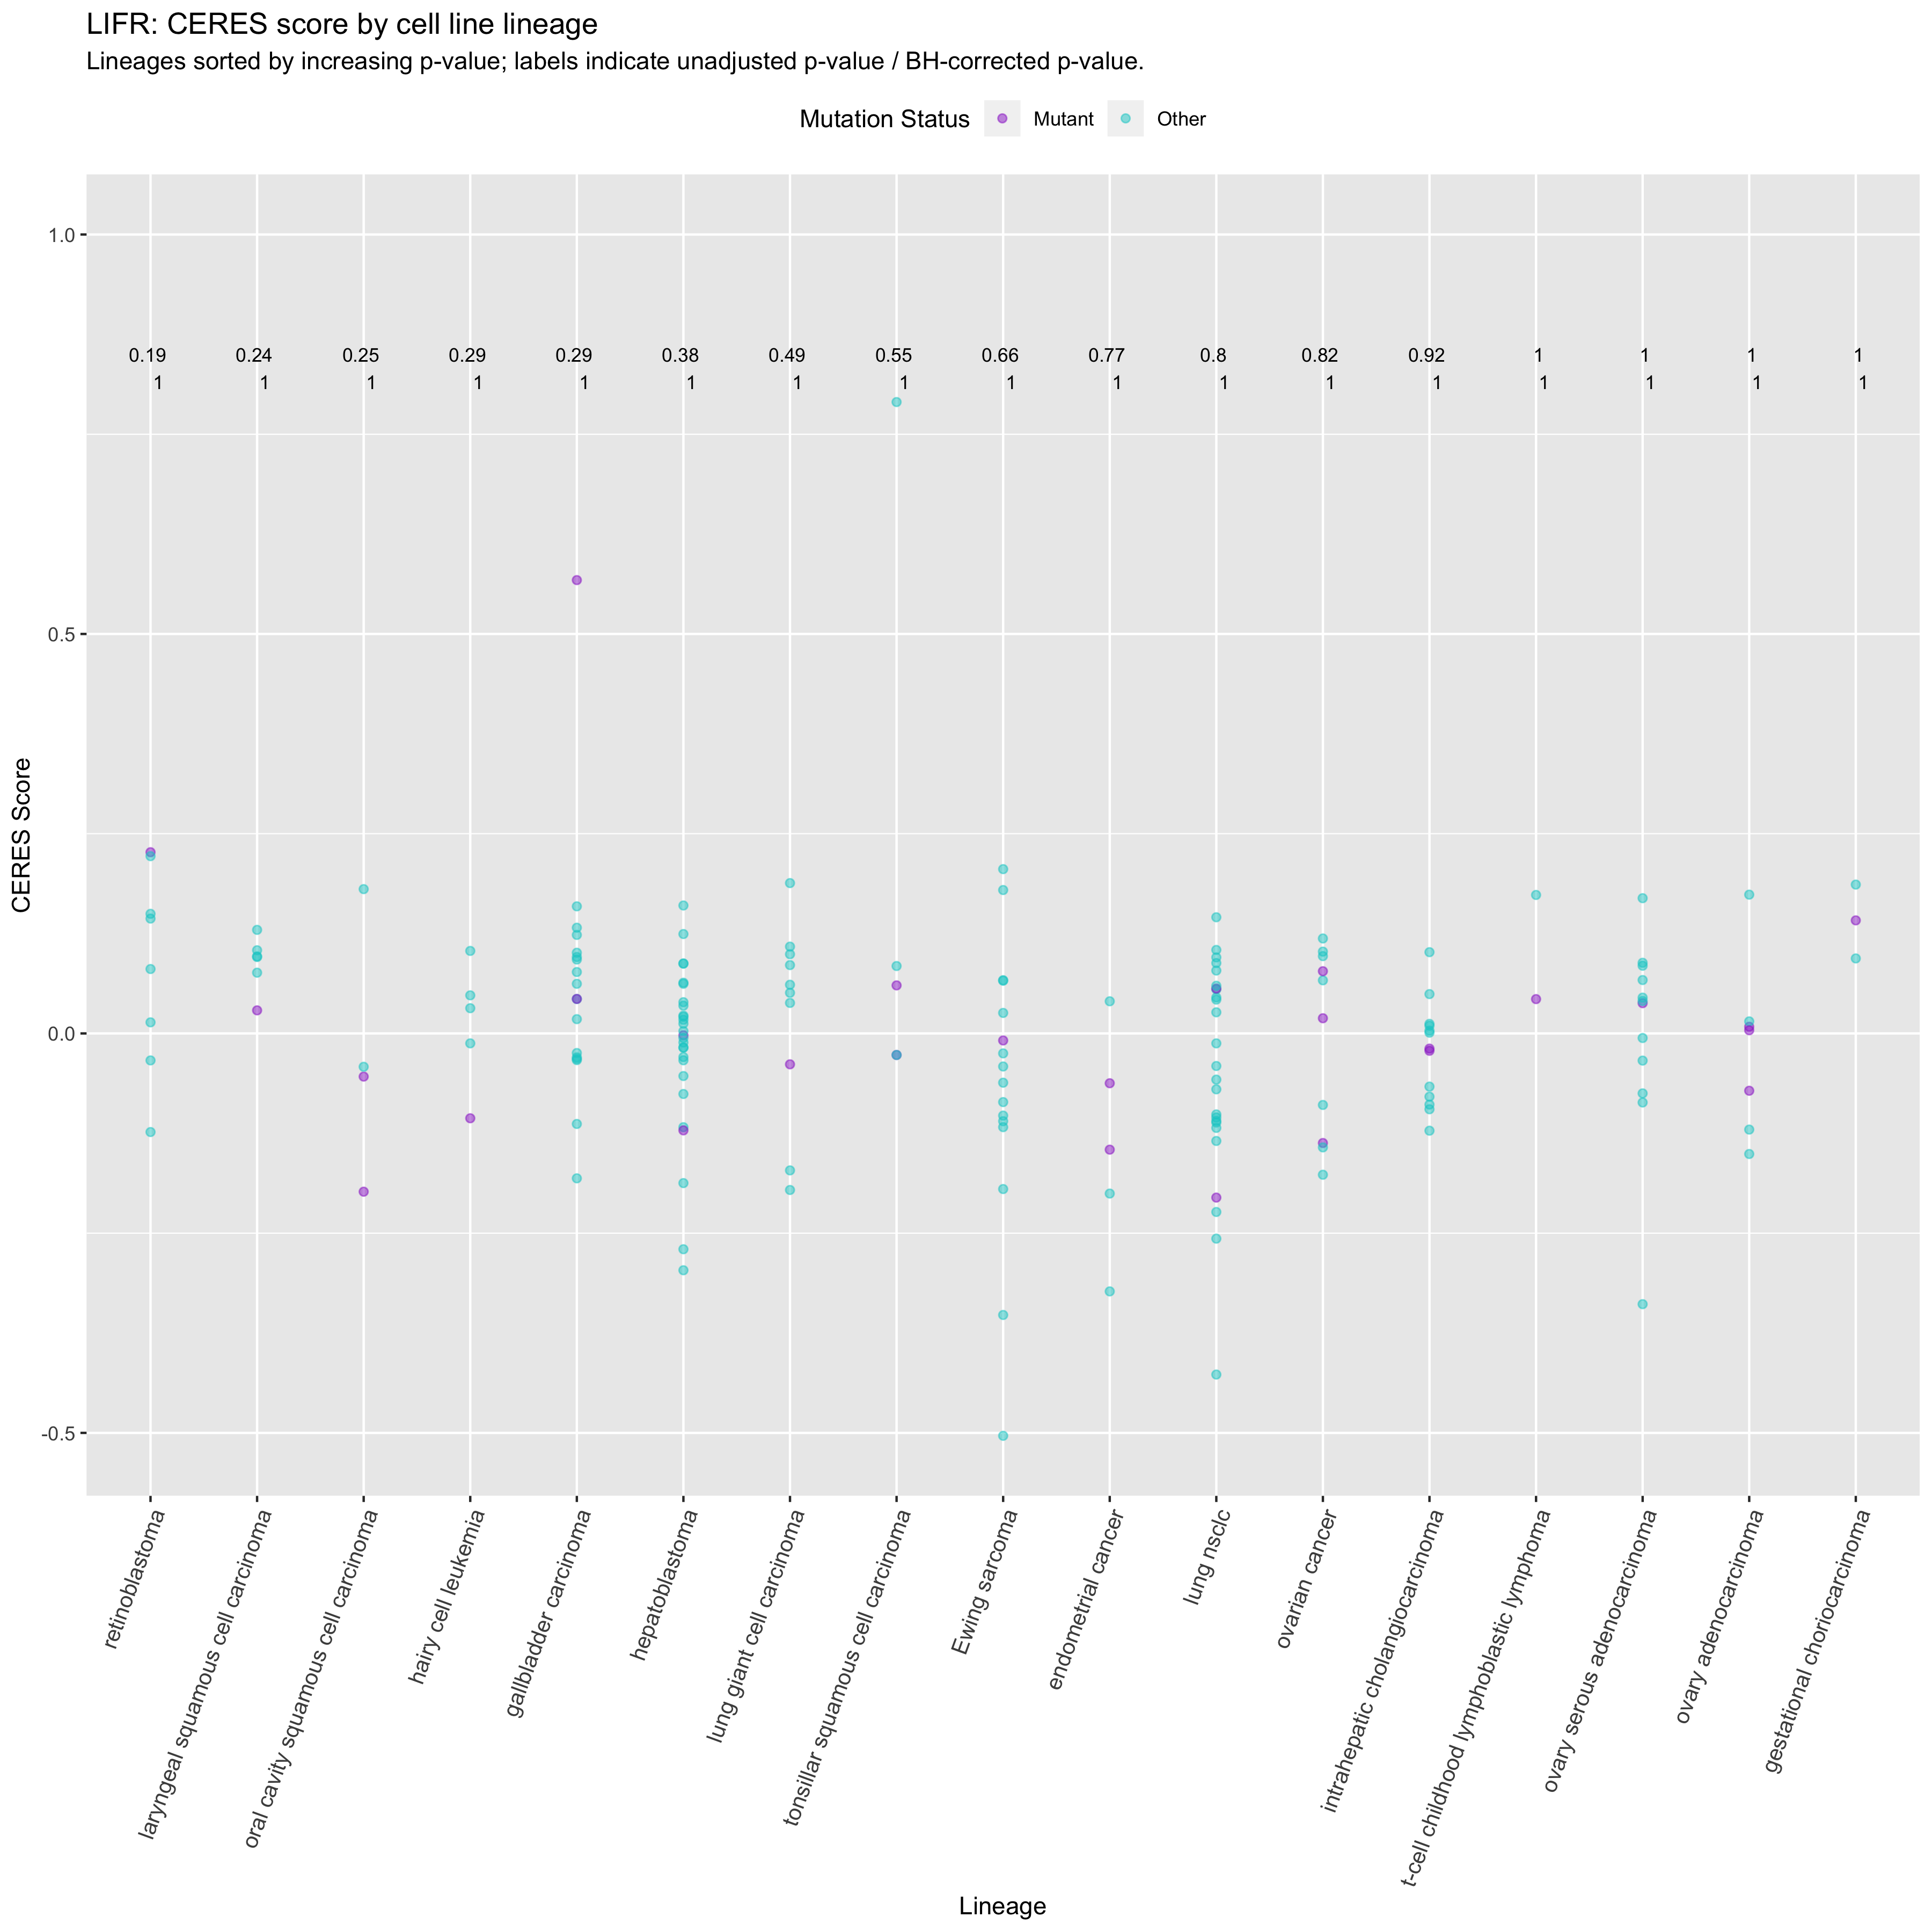 LIFR: CERES score by cell line lineage
Lineages sorted by increasing p-value; labels indicate unadjusted p-value / BH-corrected p-value.
Mutation Status Mutant Other
1.0
0.5
0.0
-0.5
CERES Score
0.19 0.24 0.25 0.29 0.29 0.38 0.49 0.55 0.66 0.77 0.8 0.82 0.92 1 1 1 1
1 1 1 1 1 1 1 1 1 1 1 1 1 1 1 1 1
retinoblastoma
laryngeal squamous cell carcinoma
oral cavity squamous cell carcinoma
hairy cell leukemia
gallbladder carcinoma
hepatoblastoma
lung giant cell carcinoma
tonsillar squamous cell carcinoma
Ewing sarcoma
endometrial cancer
lung nsclc
ovarian cancer
intrahepatic cholangiocarcinoma
t-cell childhood lymphoblastic lymphoma
ovary serous adenocarcinoma
ovary adenocarcinoma
gestational choriocarcinoma
Lineage